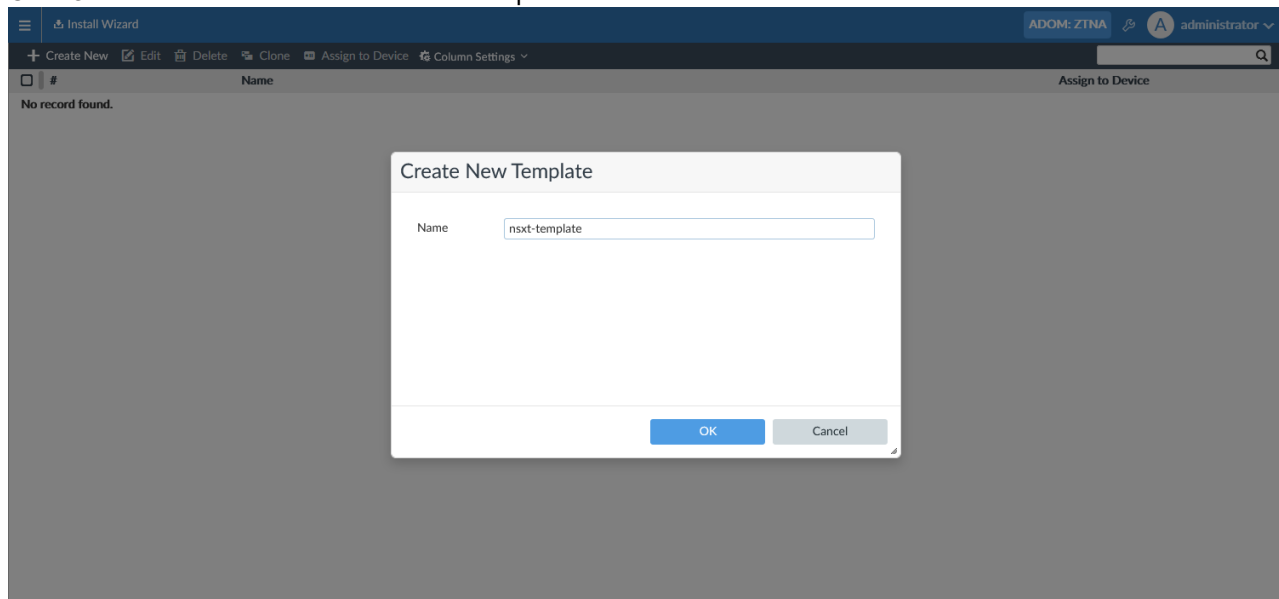 Install Wizard
ADOM: ZTNA
A administrator
Create New Edit Delete Clone Assign to Device Column Settings
# Name Assign to Device
No record found.
Create New Template
Name nsxt-template
OK Cancel